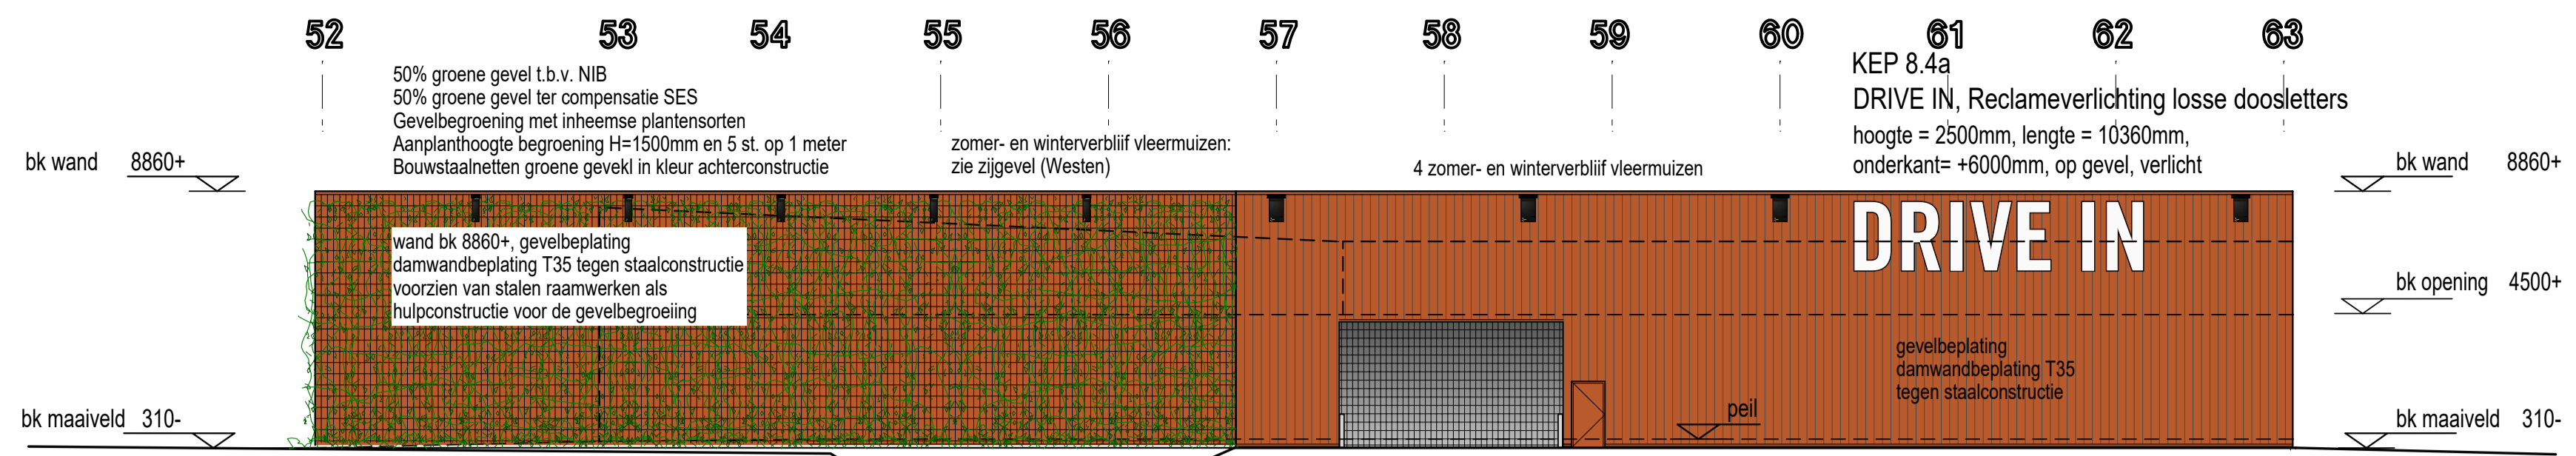 52 53 54 55 56 57 58 59 60 61 62 63
50% groene gevel t.b.v. NIB
50% groene gevel ter compensatie SES
Gevelbegroening met inheemse plantensorten
Aanplanthoogte begroening H=1500mm en 5 st. op 1 meter
Bouwstaalnetten groene gevekl in kleur achterconstructie
zomer- en winterverbliif vleermuizen:
zie zijgevel (Westen)
4 zomer- en winterverbliif vleermuizen
KEP 8.4a
DRIVE IN, Reclameverlichting losse doosletters
hoogte = 2500mm, lengte = 10360mm,
onderkant= +6000mm, op gevel, verlicht
bk wand 8860+
bk wand 8860+
wand bk 8860+, gevelbeplating
damwandbeplating T35 tegen staalconstructie
voorzien van stalen raamwerken als
hulpconstructie voor de gevelbegroeiing
DRIVE IN
bk opening 4500+
gevelbeplating
damwandbeplating T35
tegen staalconstructie
peil
bk maaiveld 310-
bk maaiveld 310-